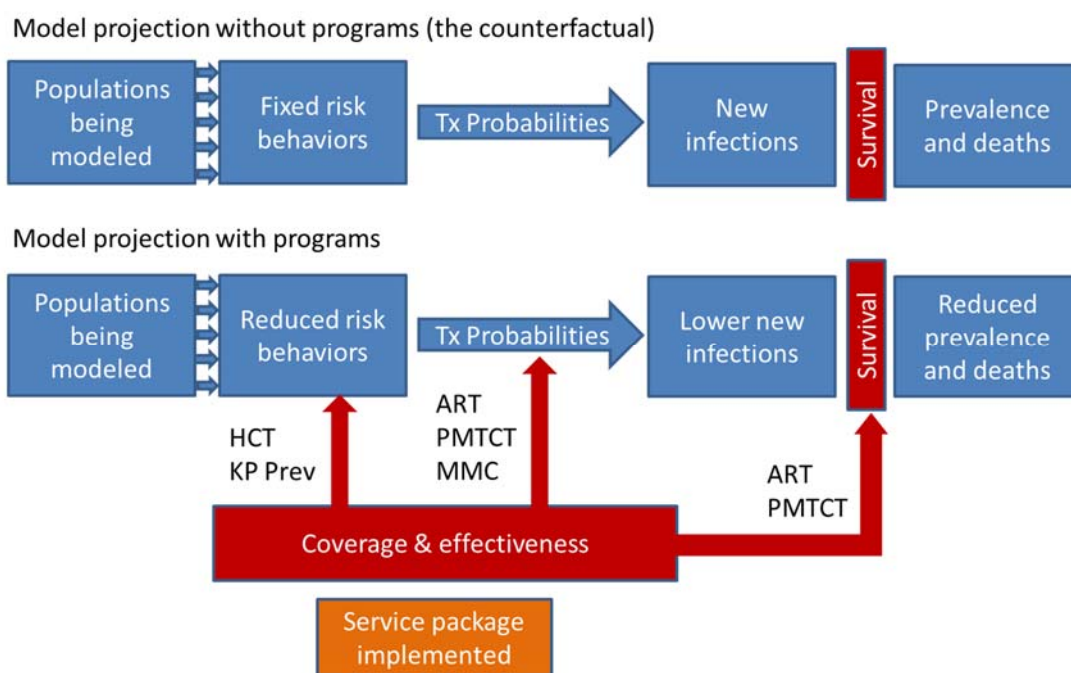 Model projection without programs (the counterfactual)
Populations
being
modeled
Fixed risk
behaviors
Tx Probabilities
New
infections
Survival
Prevalence
and deaths
Model projection with programs
Populations
being
modeled
Reduced risk
behaviors
Tx Probabilities
Lower new
infections
Survival
Reduced
prevalence
and deaths
HCT
KP Prev
ART
PMTCT
MMC
ART
PMTCT
Coverage & effectiveness
Service package
implemented